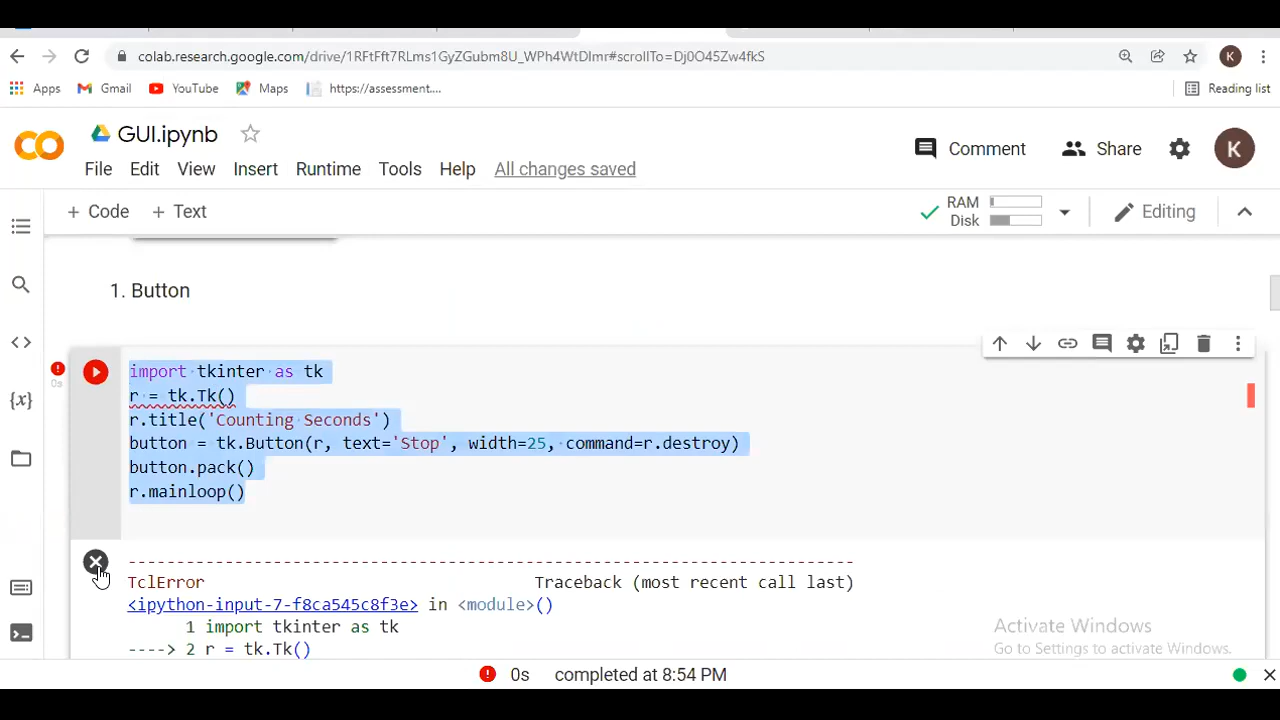 colab.research.google.com/drive/1RFtFft7RLms1GyZGubm8U_WPh4WtDImr#scrollTo=Dj0O45Zw4fkS
K
Apps
Gmail
YouTube
Maps
https://assessment....
Reading list
GUI.ipynb
Comment
Share
K
File
Edit
View
Insert
Runtime
Tools
Help
All changes saved
+ Code
+ Text
RAM
Disk
Editing
1. Button
import tkinter as tk
r = tk.Tk()
r.title('Counting Seconds')
button = tk.Button(r, text='Stop', width=25, command=r.destroy)
button.pack()
r.mainloop()
0s
{x}
---------------------------------------------------------------------------
TclError                                  Traceback (most recent call last)
<ipython-input-7-f8ca545c8f3e> in <module>()
1 import tkinter as tk
----> 2 r = tk.Tk()
Activate Windows
Go to Settings to activate Windows.
0s completed at 8:54 PM